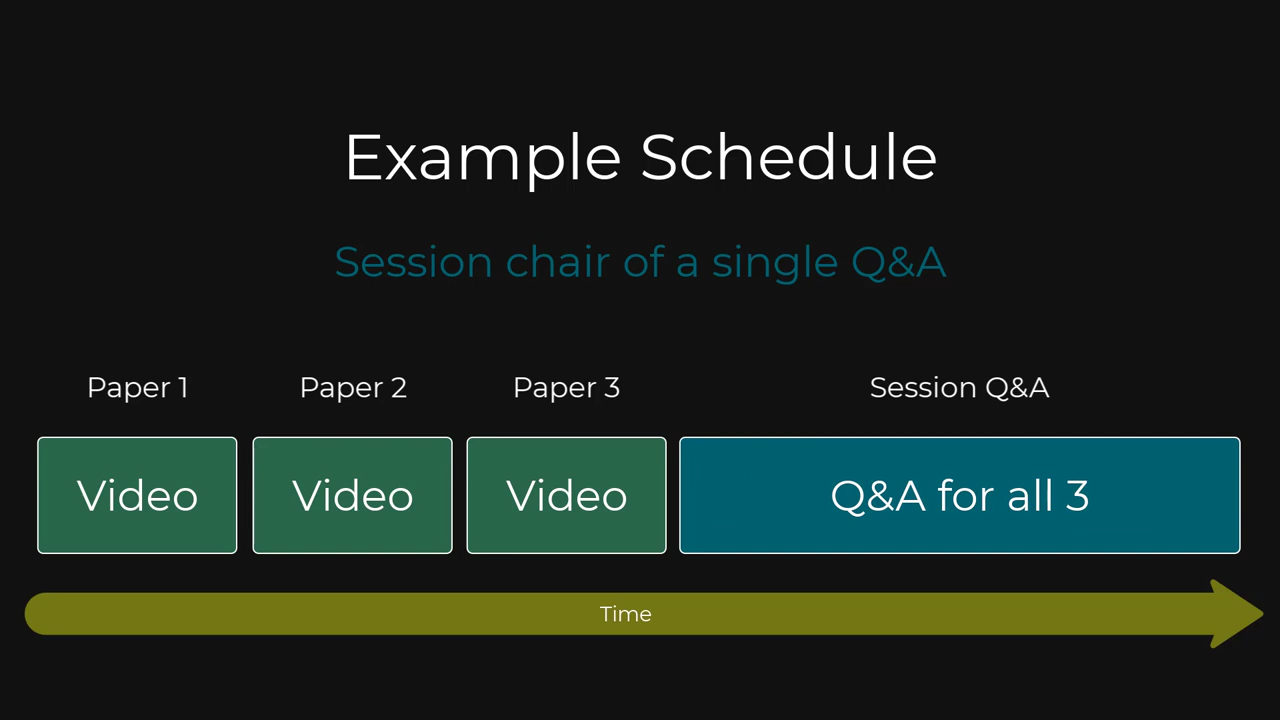 Example Schedule
Session chair of a single Q&A
Paper 1 Paper 2 Paper 3 Session Q&A
Video Video Video Q&A for all 3
Time